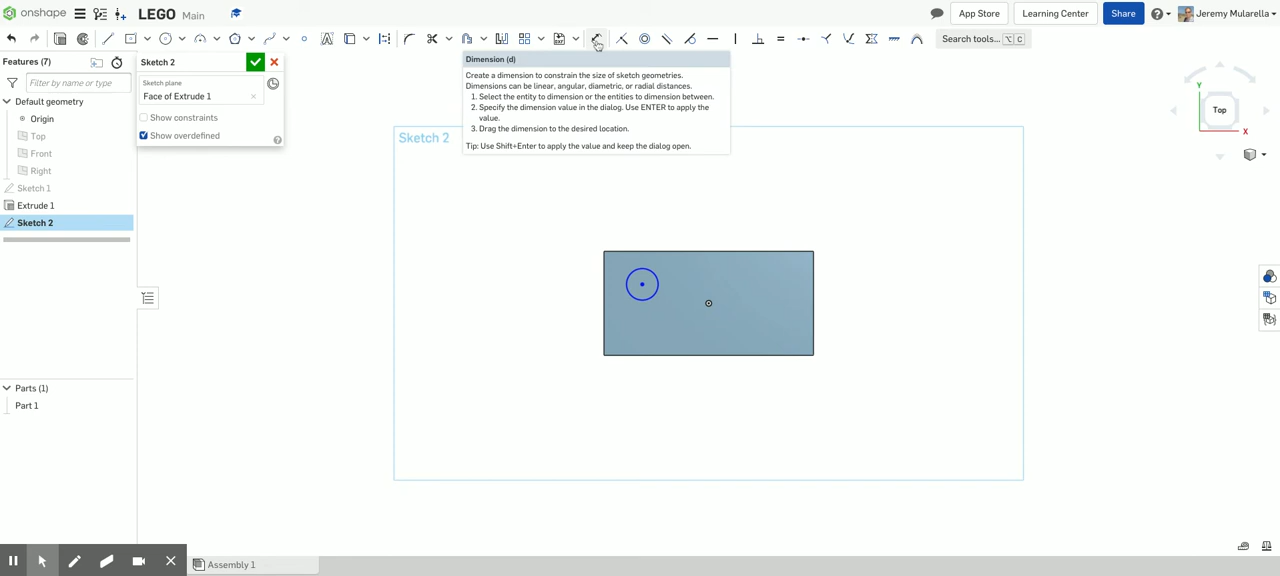 onshape
LEGO Main
App Store
Learning Center
Share
Jeremy Mularella
Search tools... ⌥ C
Features (7)
Filter by name or type
Default geometry
Origin
Top
Front
Right
Sketch 1
Extrude 1
Sketch 2
Sketch 2
Sketch plane
Face of Extrude 1
Show constraints
Show overdefined
Dimension (d)
Create a dimension to constrain the size of sketch geometries.
Dimensions can be linear, angular, diametric, or radial distances.
1. Select the entity to dimension or the entities to dimension between.
2. Specify the dimension value in the dialog. Use ENTER to apply the
value.
3. Drag the dimension to the desired location.
Tip: Use Shift+Enter to apply the value and keep the dialog open.
Sketch 2
Y
Top
X
Parts (1)
Part 1
Assembly 1